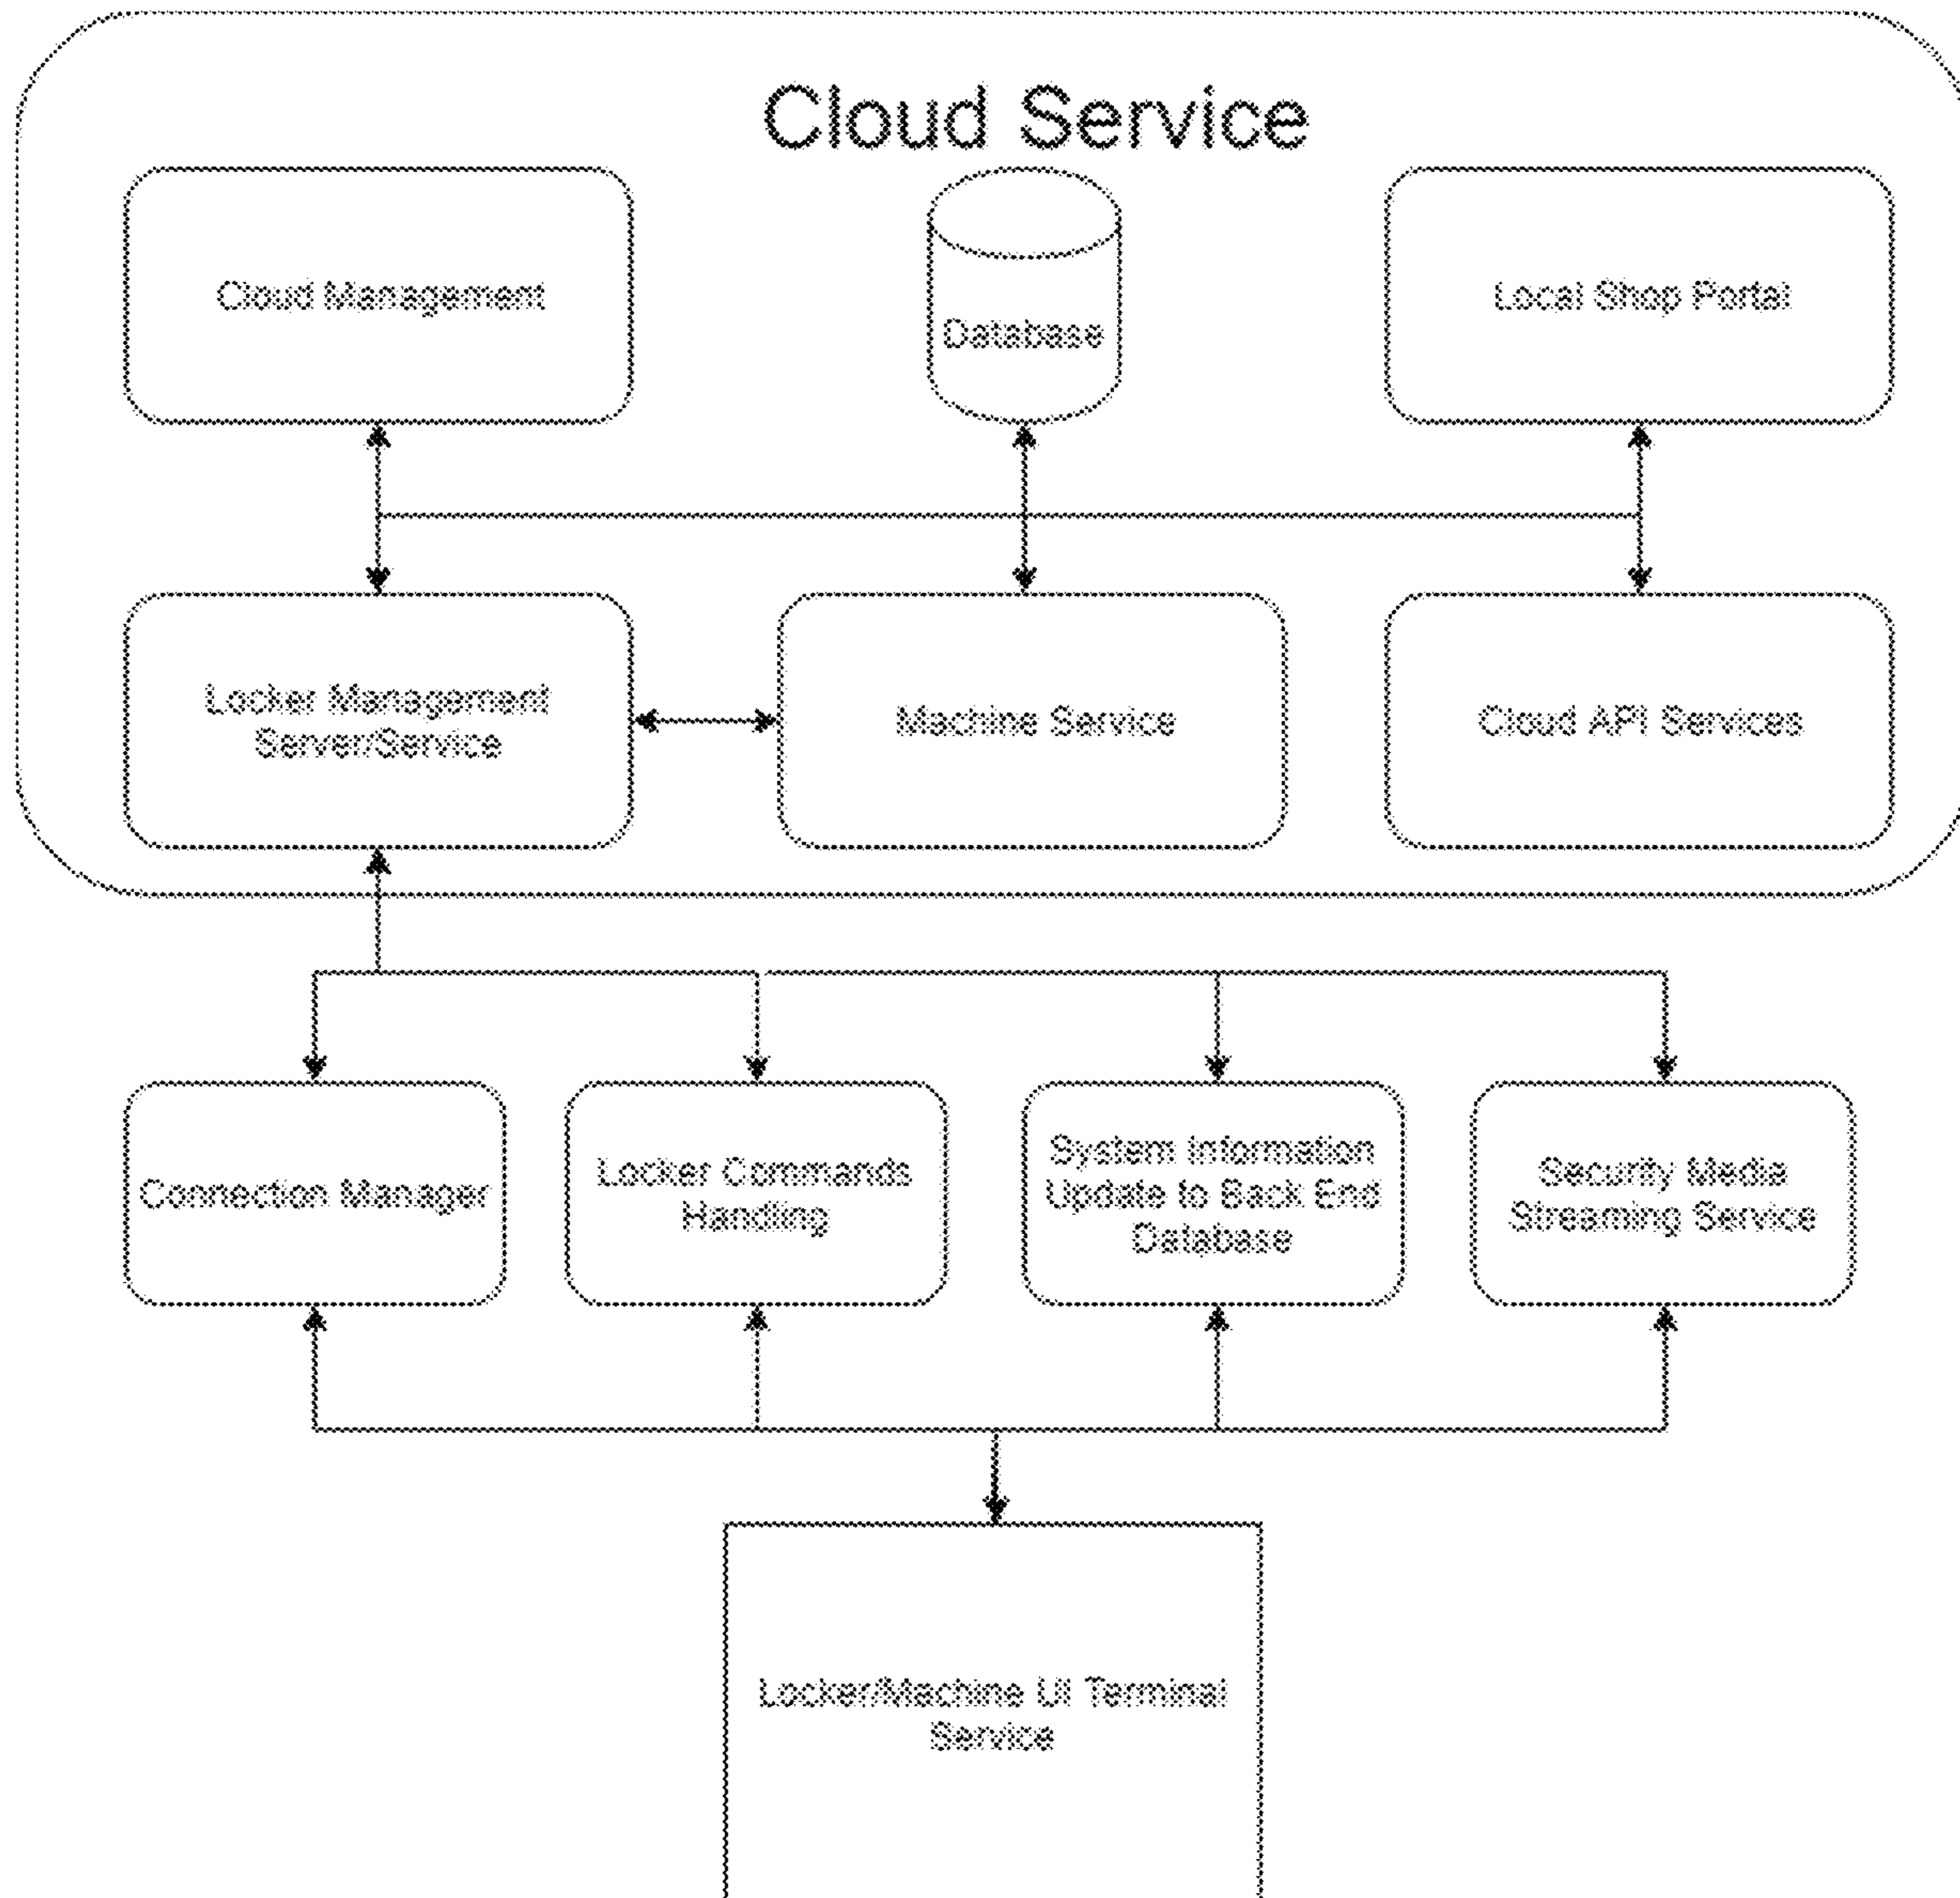 Cloud Service
Cloud Management
Database
Local Shop Portal
Locker Management
Server/Service
Machine Service
Cloud API Services
Connection Manager
Locker Commands
Handling
System Information
Update to Back End
Database
Security Media
Streaming Service
Locker/Machine UI Terminal
Service